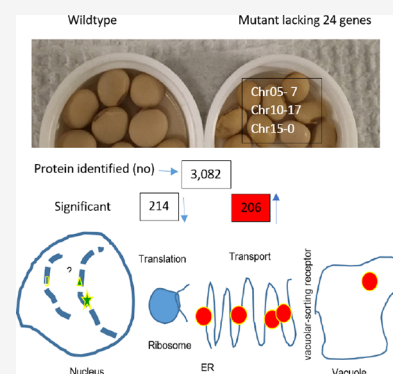 Wildtype
Mutant lacking 24 genes
Chr05- 7
Chr10-17
Chr15-0
Protein identified (no)
3,082
Significant
214
206
Translation
Transport
?
vacuolar-sorting receptor
Ribosome
Nucleus
ER
Vacuole